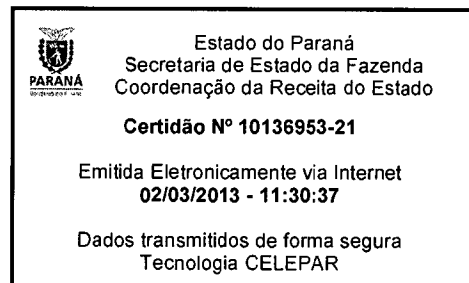 Estado do Paraná
Secretaria de Estado da Fazenda
PARANÁ
Coordenação da Receita do Estado
Certidão Nº 10136953-21
Emitida Eletronicamente via Internet
02/03/2013 - 11:30:37
Dados transmitidos de forma segura
Tecnologia CELEPAR